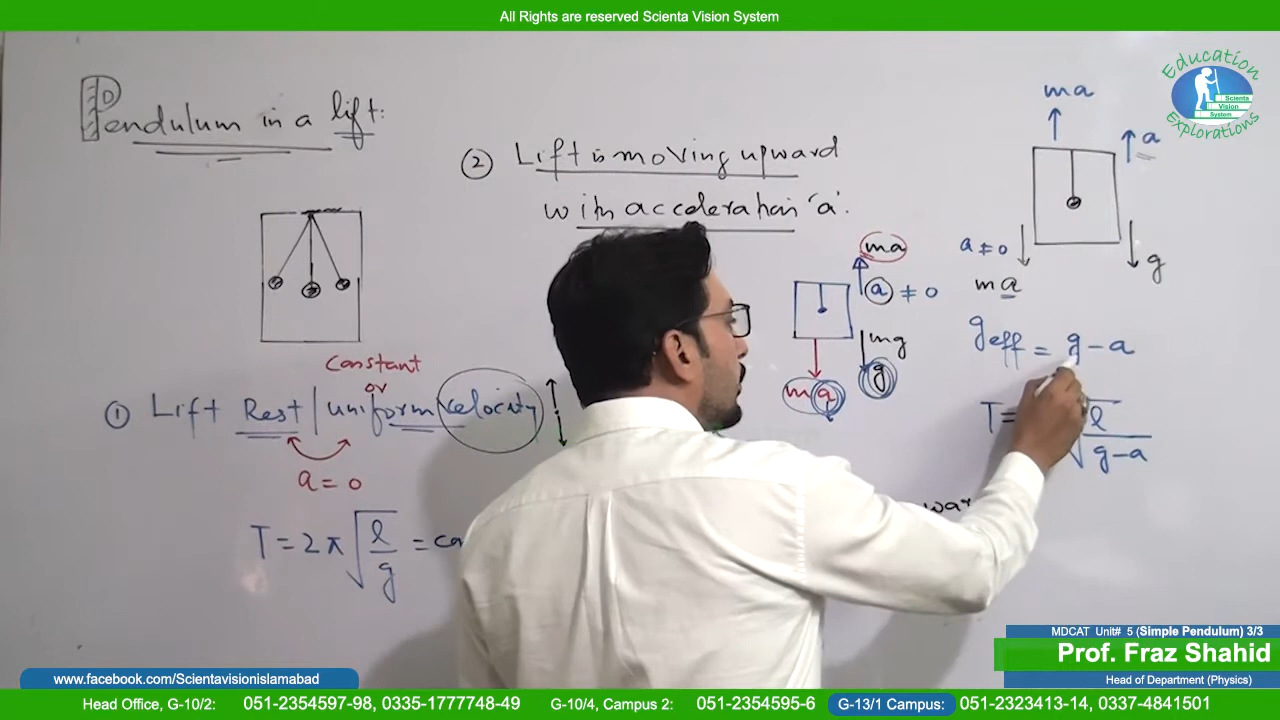 All Rights are reserved Scienta Vision System
Education
Scienta
Vision
System
Explorations
Pendulum in a lift:
② Lift is moving upward
with acceleration 'a'.
ma
a
g
a ≠ 0
ma
ma
a ≠ 0
mg
g
ma
geff = g - a
T =
√l/g-a
constant
or
① Lift Rest | uniform velocity
a = 0
T = 2π √l/g =
MDCAT Unit# 5 (Simple Pendulum) 3/3
Prof. Fraz Shahid
Head of Department (Physics)
www.facebook.com/Scientavisionislamabad
Head Office, G-10/2: 051-2354597-98, 0335-1777748-49 G-10/4, Campus 2: 051-2354595-6 G-13/1 Campus: 051-2323413-14, 0337-4841501